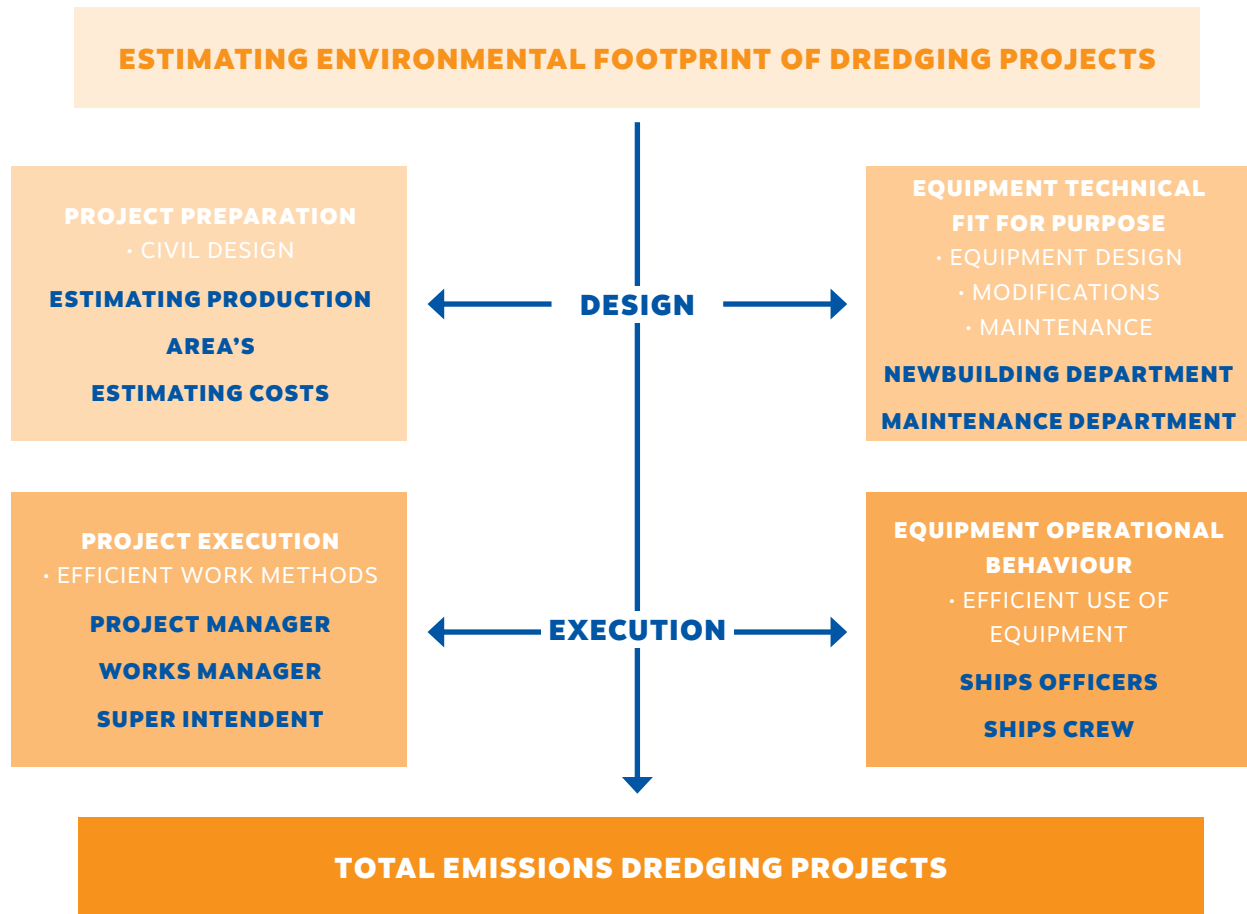 ESTIMATING ENVIRONMENTAL FOOTPRINT OF DREDGING PROJECTS
PROJECT PREPARATION
• CIVIL DESIGN
ESTIMATING PRODUCTION
AREA’S
ESTIMATING COSTS
DESIGN
EQUIPMENT TECHNICAL
FIT FOR PURPOSE
• EQUIPMENT DESIGN
• MODIFICATIONS
• MAINTENANCE
NEWBUILDING DEPARTMENT
MAINTENANCE DEPARTMENT
PROJECT EXECUTION
• EFFICIENT WORK METHODS
PROJECT MANAGER
WORKS MANAGER
SUPER INTENDENT
EXECUTION
EQUIPMENT OPERATIONAL
BEHAVIOUR
• EFFICIENT USE OF
EQUIPMENT
SHIPS OFFICERS
SHIPS CREW
TOTAL EMISSIONS DREDGING PROJECTS